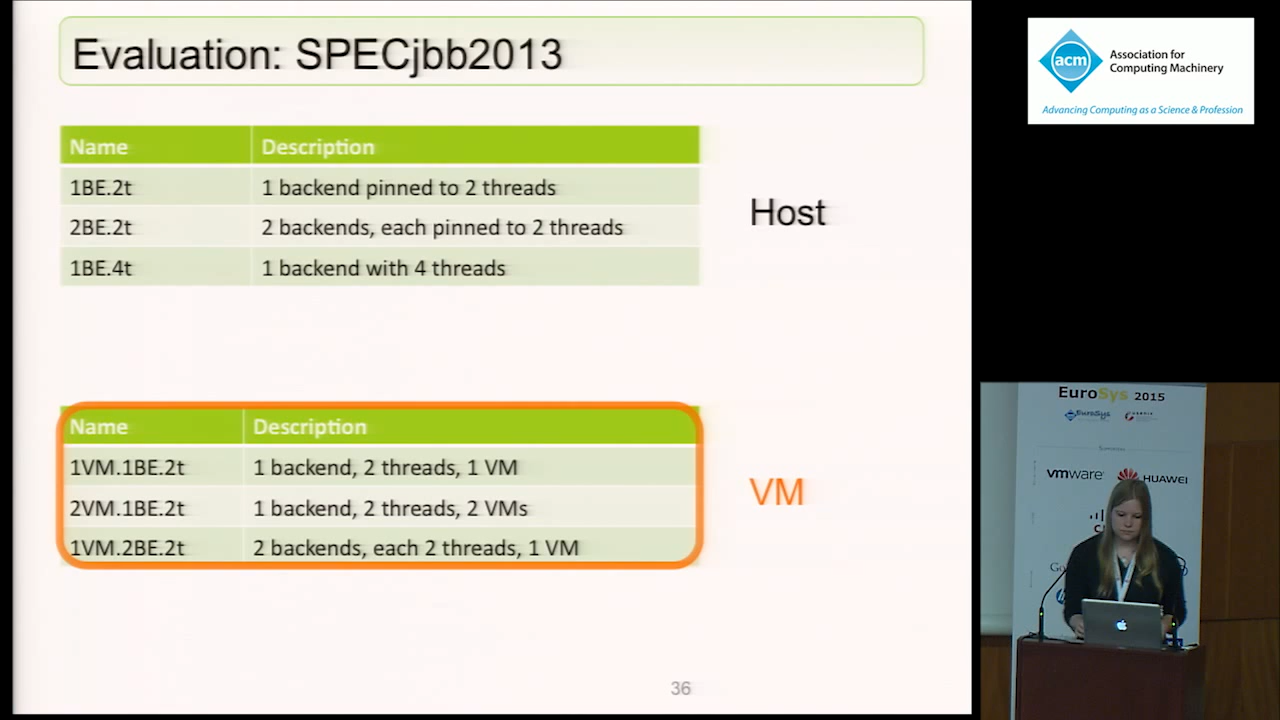 Evaluation: SPECjbb2013
Name Description
1BE.2t 1 backend pinned to 2 threads
2BE.2t 2 backends, each pinned to 2 threads
1BE.4t 1 backend with 4 threads
Host
Name Description
1VM.1BE.2t 1 backend, 2 threads, 1 VM
2VM.1BE.2t 1 backend, 2 threads, 2 VMs
1VM.2BE.2t 2 backends, each 2 threads, 1 VM
VM
36
acm
Association for
Computing Machinery
Advancing Computing as a Science & Profession
EuroSys 2015
EuroSys
vmware
HUAWEI